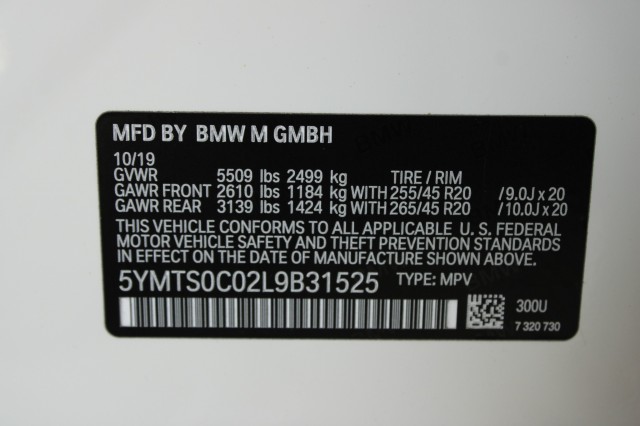 MFD BY BMW M GMBH
10/19
GVWR 5509 lbs 2499 kg TIRE / RIM
GAWR FRONT 2610 lbs 1184 kg WITH 255/45 R20 / 9.0J x 20
GAWR REAR 3139 lbs 1424 kg WITH 265/45 R20 / 10.0J x 20
THIS VEHICLE CONFORMS TO ALL APPLICABLE U. S. FEDERAL
MOTOR VEHICLE SAFETY AND THEFT PREVENTION STANDARDS
IN EFFECT ON THE DATE OF MANUFACTURE SHOWN ABOVE.
5YMTS0C02L9B31525 TYPE: MPV
300U
7 320 730